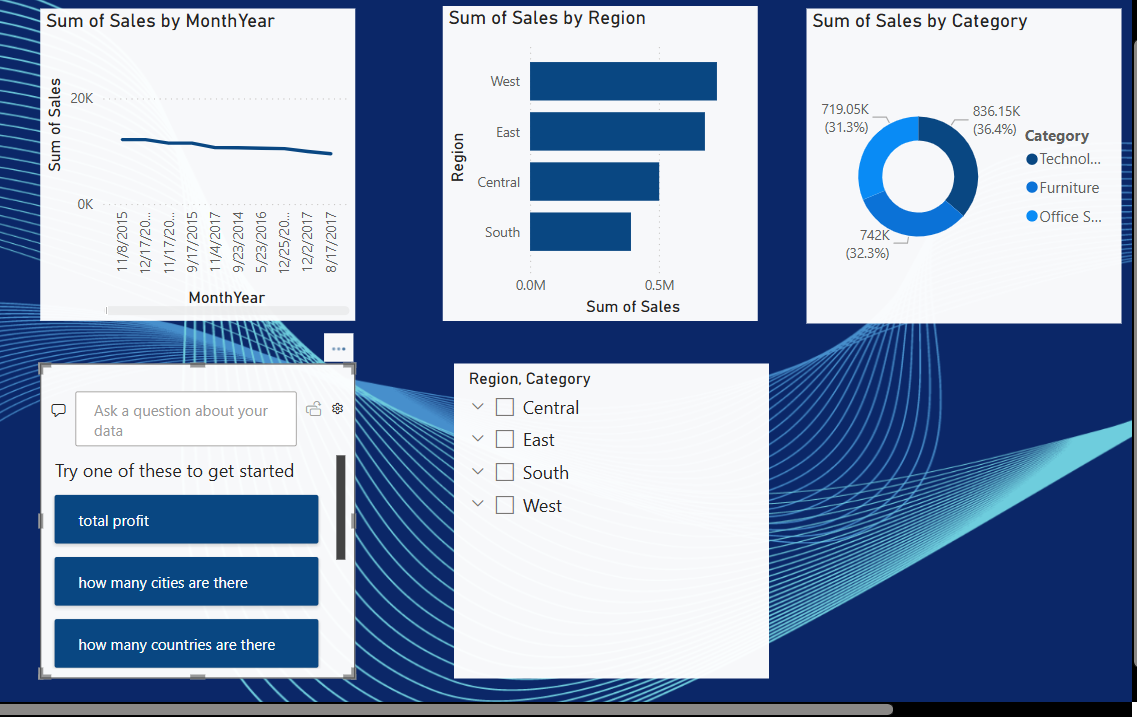 Sum of Sales by MonthYear
Sum of Sales
20K
0K
11/8/2015
12/17/20...
11/17/20...
9/17/2015
11/4/2017
9/23/2014
5/23/2016
12/25/20...
12/2/2017
8/17/2017
MonthYear
Sum of Sales by Region
Region
West
East
Central
South
0.0M
0.5M
Sum of Sales
Sum of Sales by Category
719.05K
(31.3%)
836.15K
(36.4%)
742K
(32.3%)
Category
Technol...
Furniture
Office S...
Ask a question about your
data
Try one of these to get started
total profit
how many cities are there
how many countries are there
Region, Category
Central
East
South
West